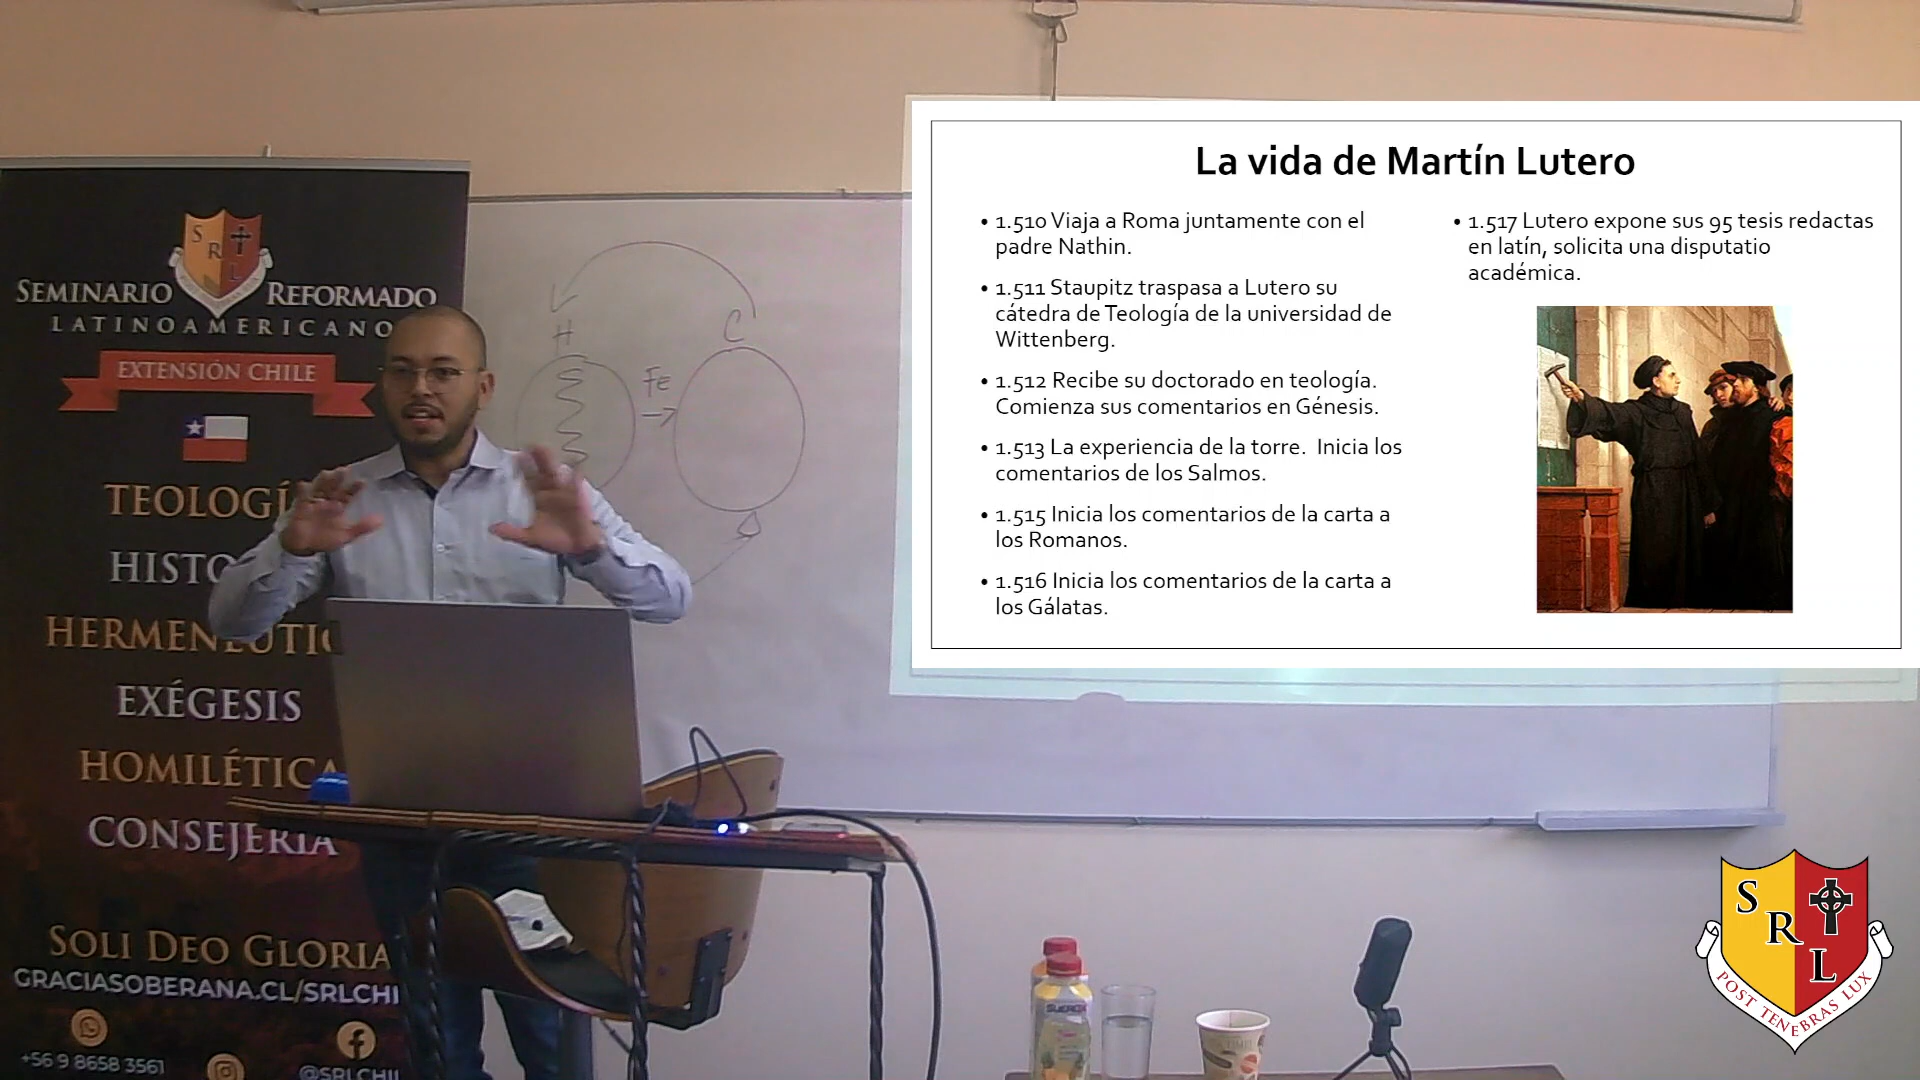 S
R
L
SEMINARIO REFORMADO
LATINOAMERICANO
EXTENSIÓN CHILE
TEOLOGÍ
HISTO
HERMENEUTIC
EXÉGESIS
HOMILÉTICA
CONSEJERIA
SOLI DEO GLORIA
GRACIASOBERANA.CL/SRLCHI
+56 9 8658 3561
@SRLCHIL
H
C
Fe
La vida de Martín Lutero
• 1.510 Viaja a Roma juntamente con el
padre Nathin.
• 1.511 Staupitz traspasa a Lutero su
cátedra de Teología de la universidad de
Wittenberg.
• 1.512 Recibe su doctorado en teología.
Comienza sus comentarios en Génesis.
• 1.513 La experiencia de la torre.  Inicia los
comentarios de los Salmos.
• 1.515 Inicia los comentarios de la carta a
los Romanos.
• 1.516 Inicia los comentarios de la carta a
los Gálatas.
• 1.517 Lutero expone sus 95 tesis redactas
en latín, solicita una disputatio
académica.
S
R
L
POST TENEBRAS LUX